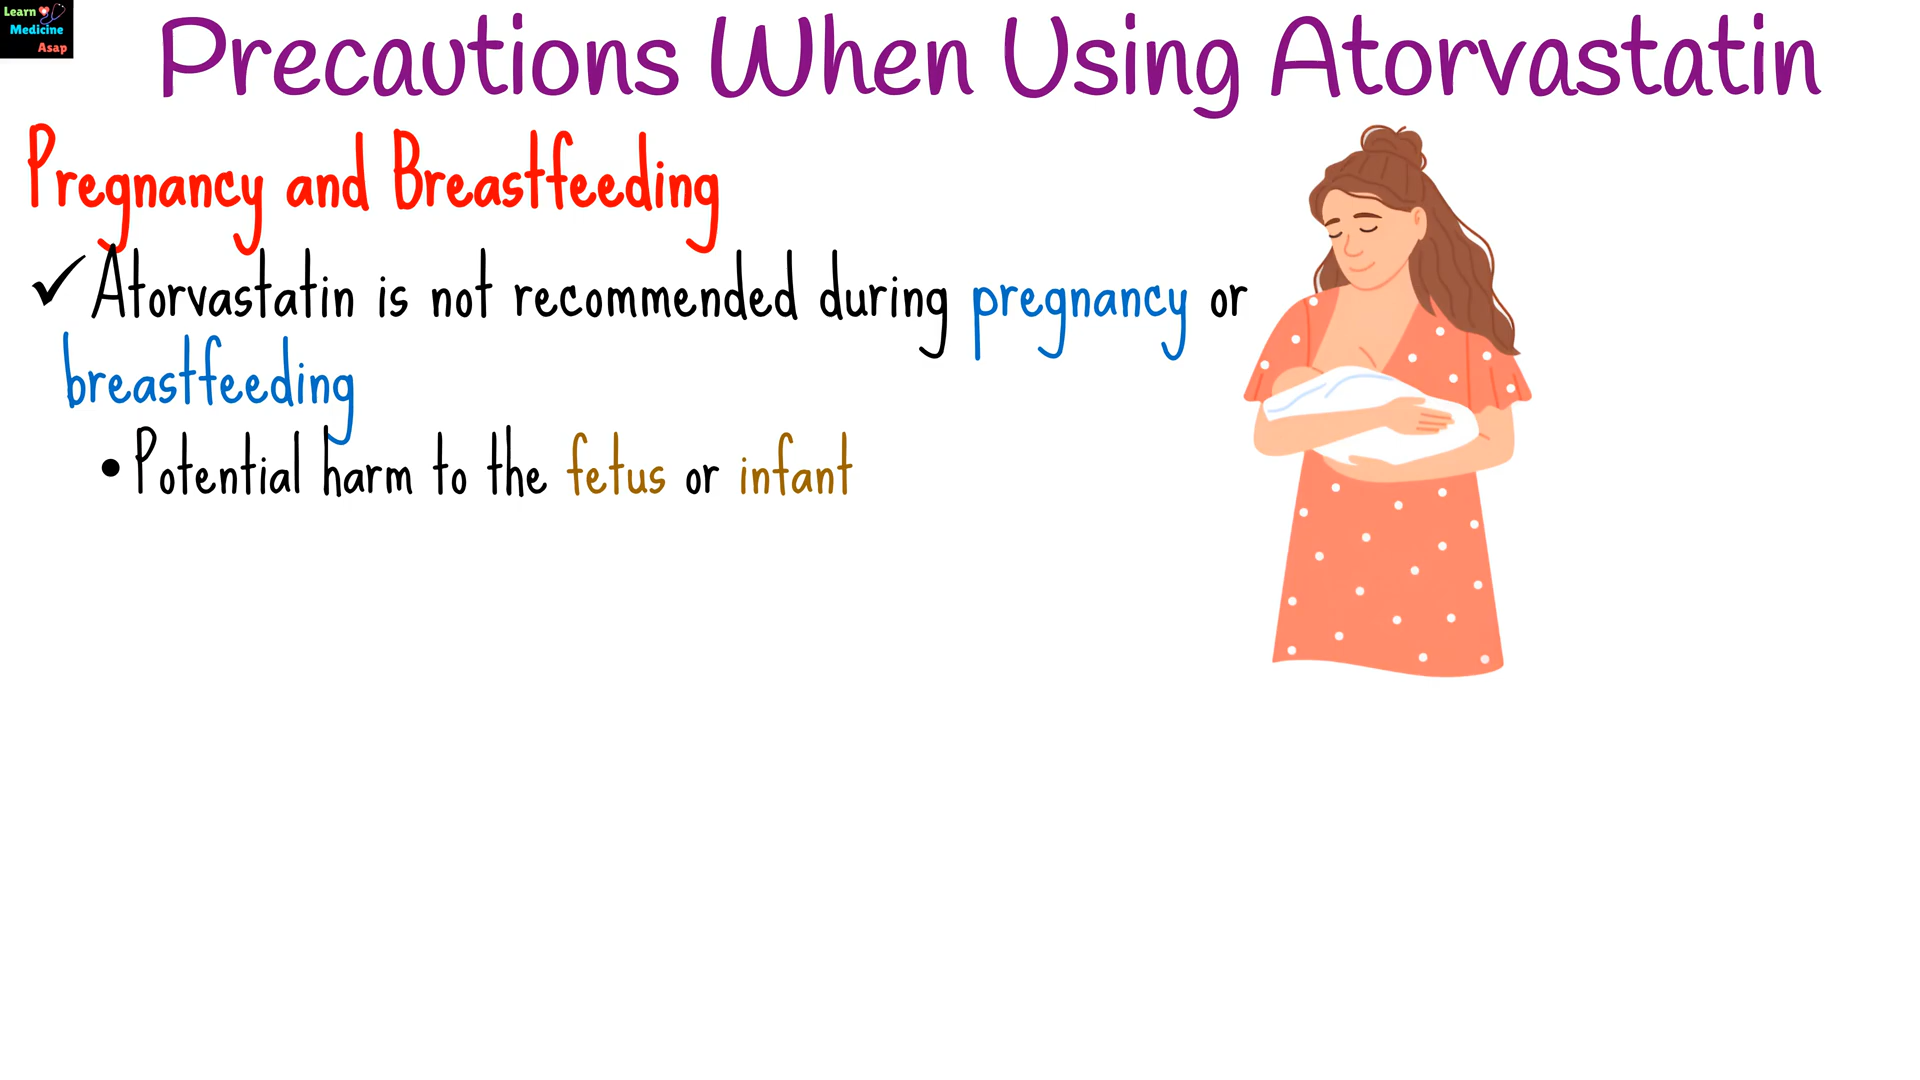 Learn
Medicine
Asap
Precautions When Using Atorvastatin
Pregnancy and Breastfeeding
✓Atorvastatin is not recommended during pregnancy or
breastfeeding
•Potential harm to the fetus or infant